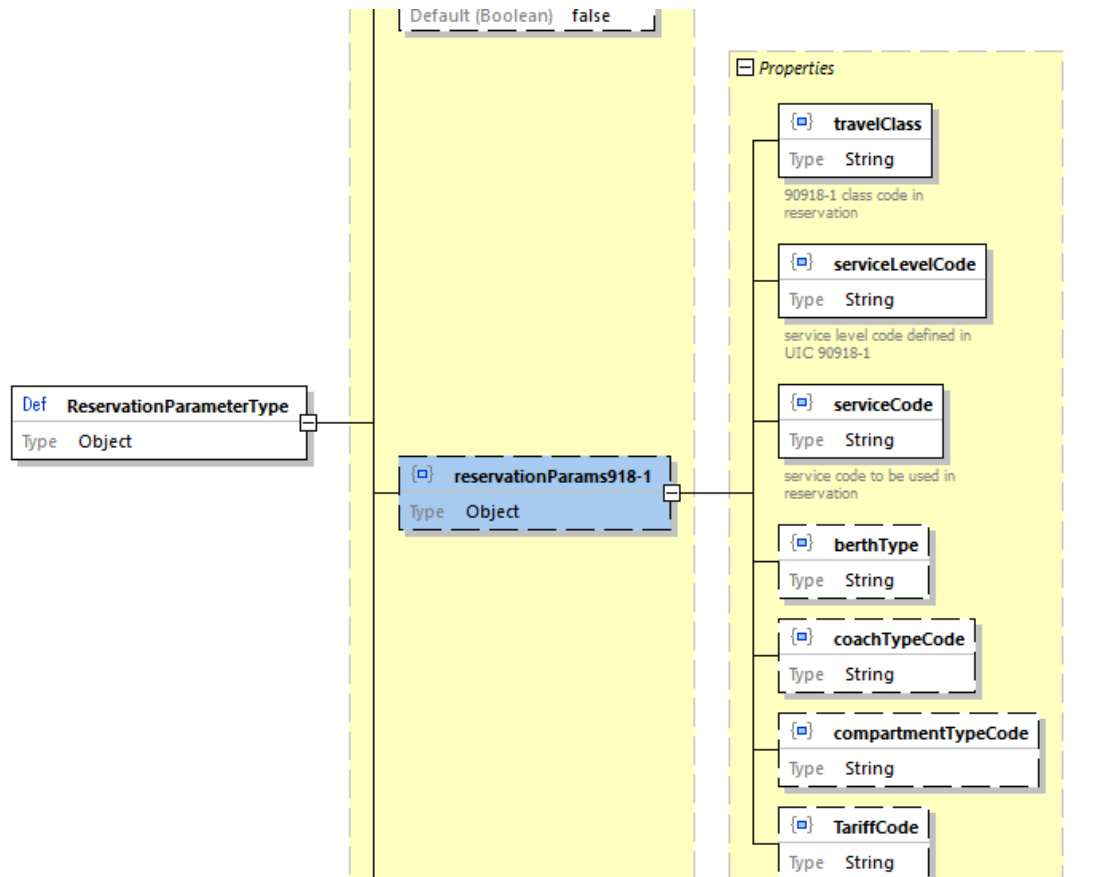 Default (Boolean) false
Def ReservationParameterType
Type Object
reservationParams918-1
Type Object
Properties
travelClass
Type String
90918-1 class code in
reservation
serviceLevelCode
Type String
service level code defined in
UIC 90918-1
serviceCode
Type String
service code to be used in
reservation
berthType
Type String
coachTypeCode
Type String
compartmentTypeCode
Type String
TariffCode
Type String